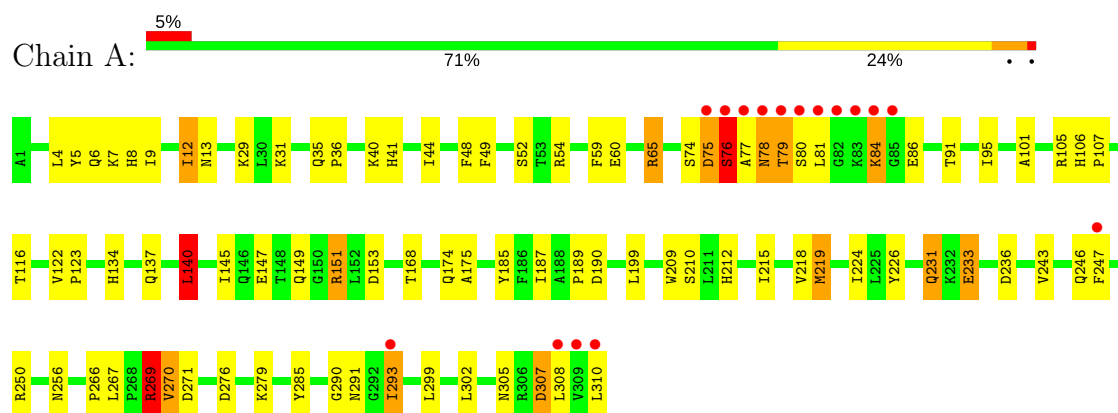 5%
Chain A:
71% 24% • •
A1 L4 Y5 Q6 K7 H8 I9 I12 N13 K29 L30 K31 Q35 P36 K40 H41 I44 F48 F49 S52 T53 R54 F59 E60 R65 S74 D75 S76 A77 N78 T79 S80 L81 G82 K83 K84 G85 E86 T91 I95 A101 R105 H106 P107
T116 V122 P123 H134 Q137 L140 I145 Q146 E147 T148 Q149 G150 R151 L152 D153 T168 Q174 A175 Y185 F186 I187 A188 P189 D190 L199 W209 S210 L211 H212 I215 V218 M219 I224 L225 Y226 Q231 K232 E233 D236 V243 Q246 F247
R250 N256 P266 L267 P268 R269 V270 D271 D276 K279 Y285 G290 N291 G292 I293 L299 L302 N305 R306 D307 L308 V309 L310